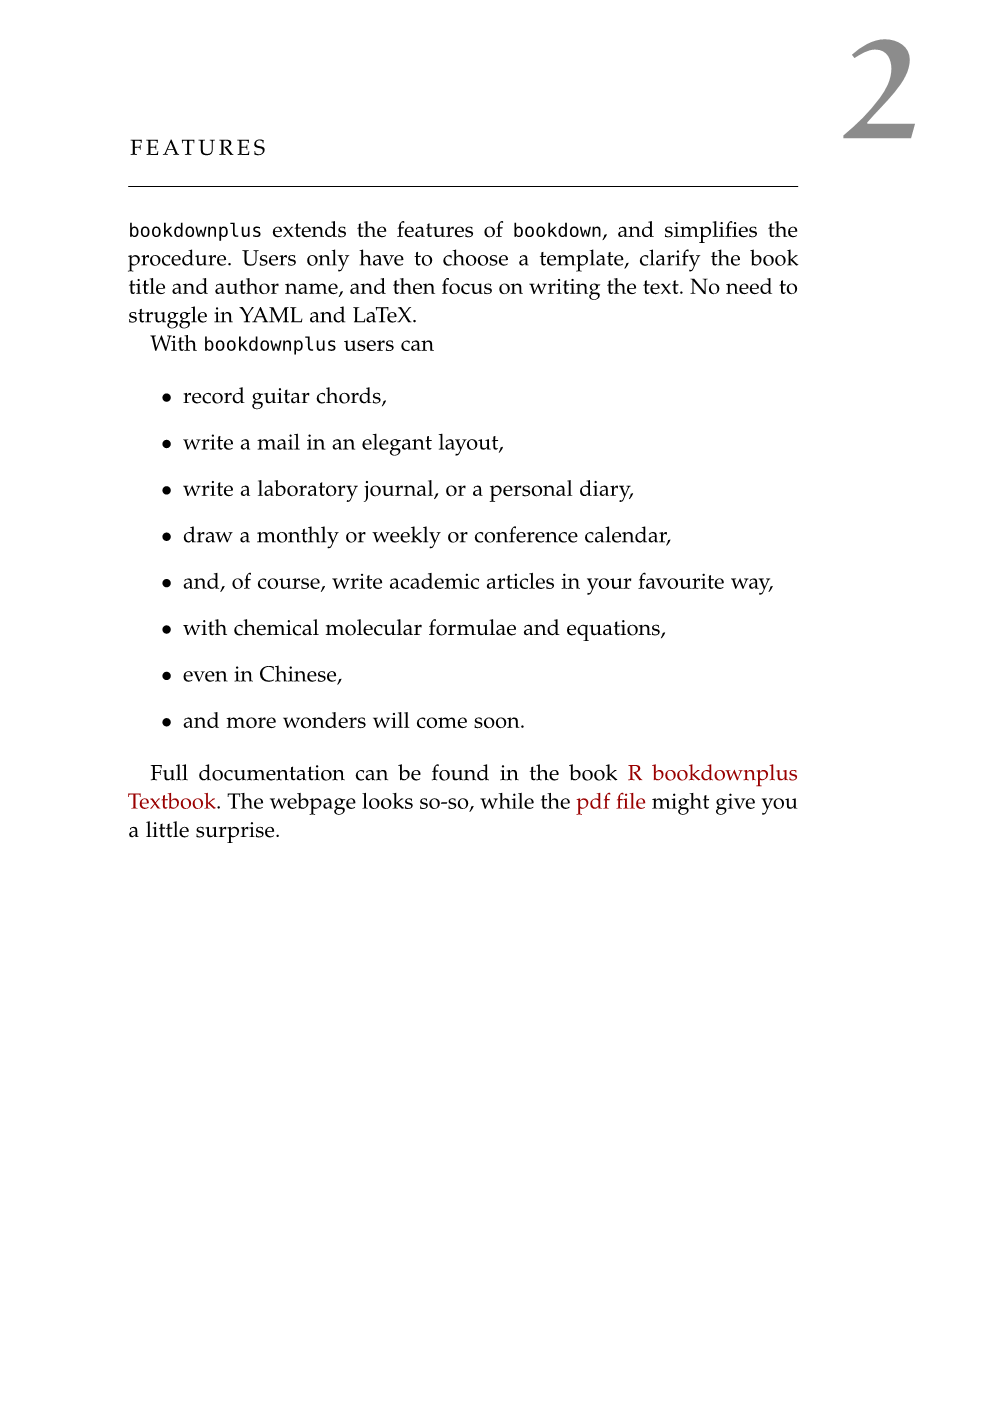 2
FEATURES
bookdownplus extends the features of bookdown, and simplifies the
procedure. Users only have to choose a template, clarify the book
title and author name, and then focus on writing the text. No need to
struggle in YAML and LaTeX.
With bookdownplus users can
• record guitar chords,
• write a mail in an elegant layout,
• write a laboratory journal, or a personal diary,
• draw a monthly or weekly or conference calendar,
• and, of course, write academic articles in your favourite way,
• with chemical molecular formulae and equations,
• even in Chinese,
• and more wonders will come soon.
Full documentation can be found in the book R bookdownplus
Textbook. The webpage looks so-so, while the pdf file might give you
a little surprise.